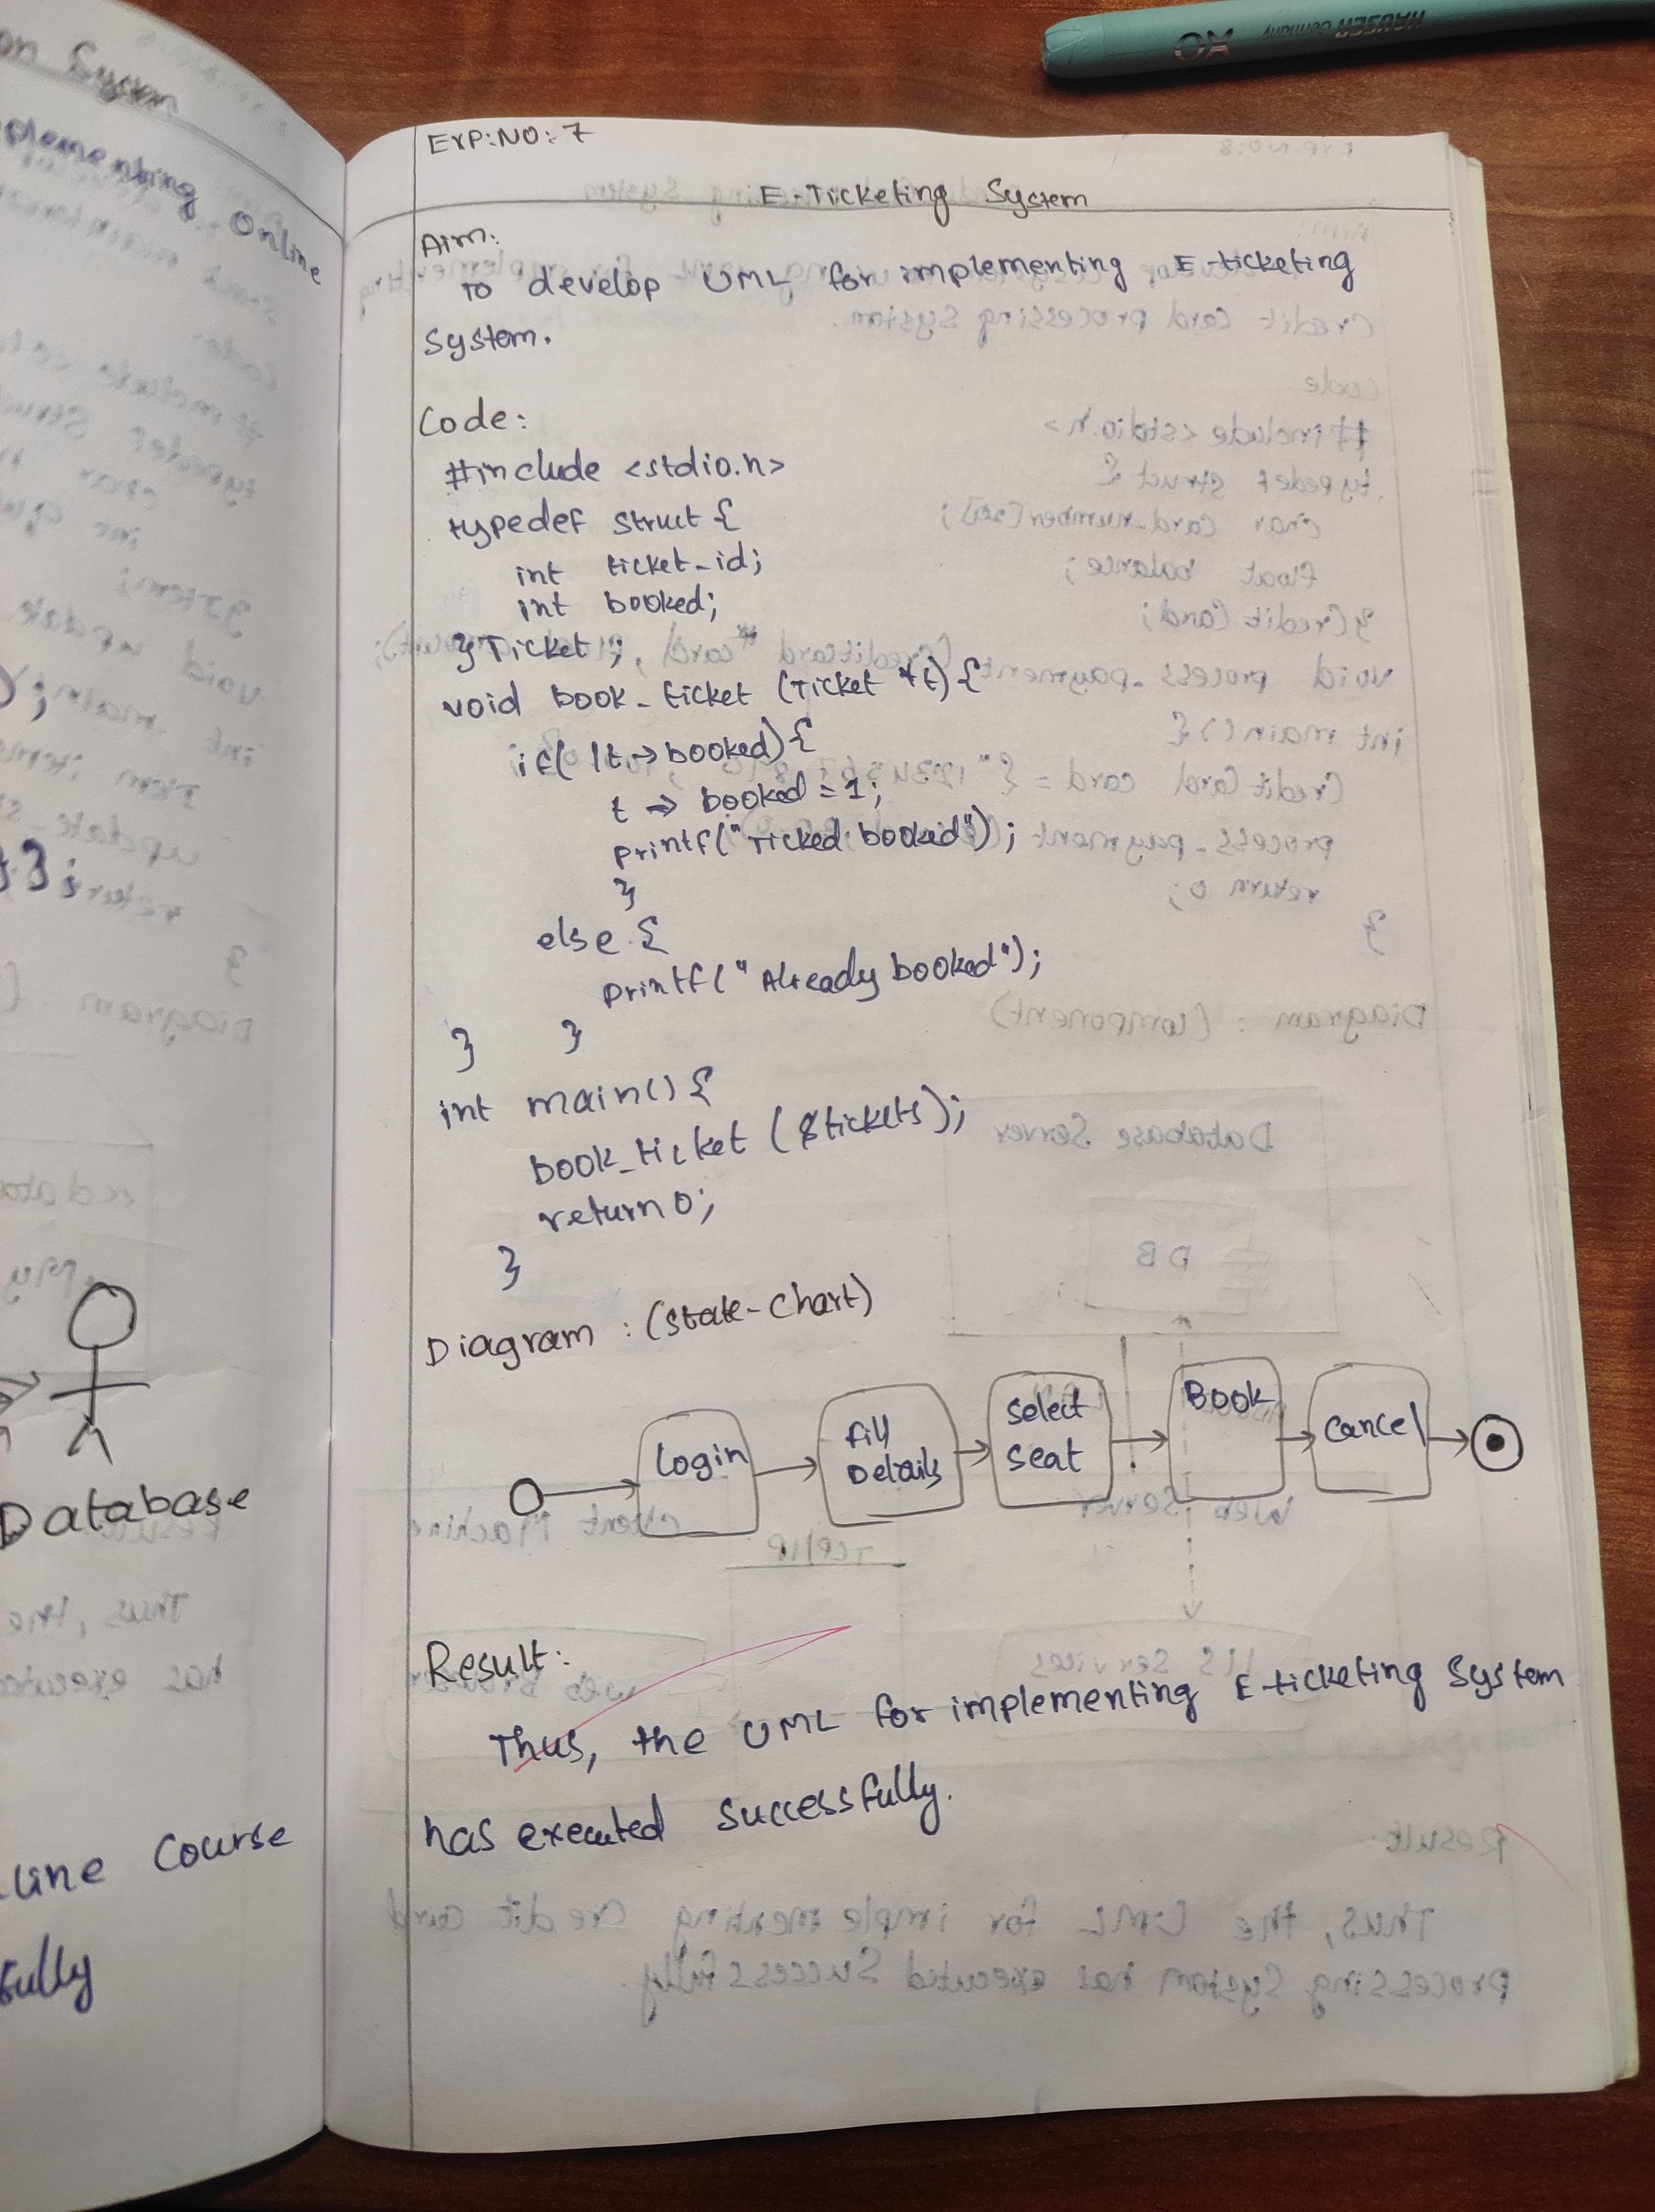 on System
plementing Online
};
Database
line Course
fully
EXP:NO: 7
E-Ticketing System
Aim:
To develop UML for implementing E-ticketing
System.
Code:
#include <stdio.h>
typedef struct {
int ticket_id;
int booked;
} Ticket;
void book_ticket (Ticket *t) {
if( !t->booked) {
t -> booked = 1;
printf("Ticked booked");
}
else {
printf("Already booked");
} }
int main() {
book_ticket (&tickets);
return 0;
}
Diagram : (State-Chart)
Login
Fill
Details
Select
Seat
Book
Cancel
Result:
Thus, the UML for implementing E-ticketing System
has executed successfully.
XO HAUSER Germany